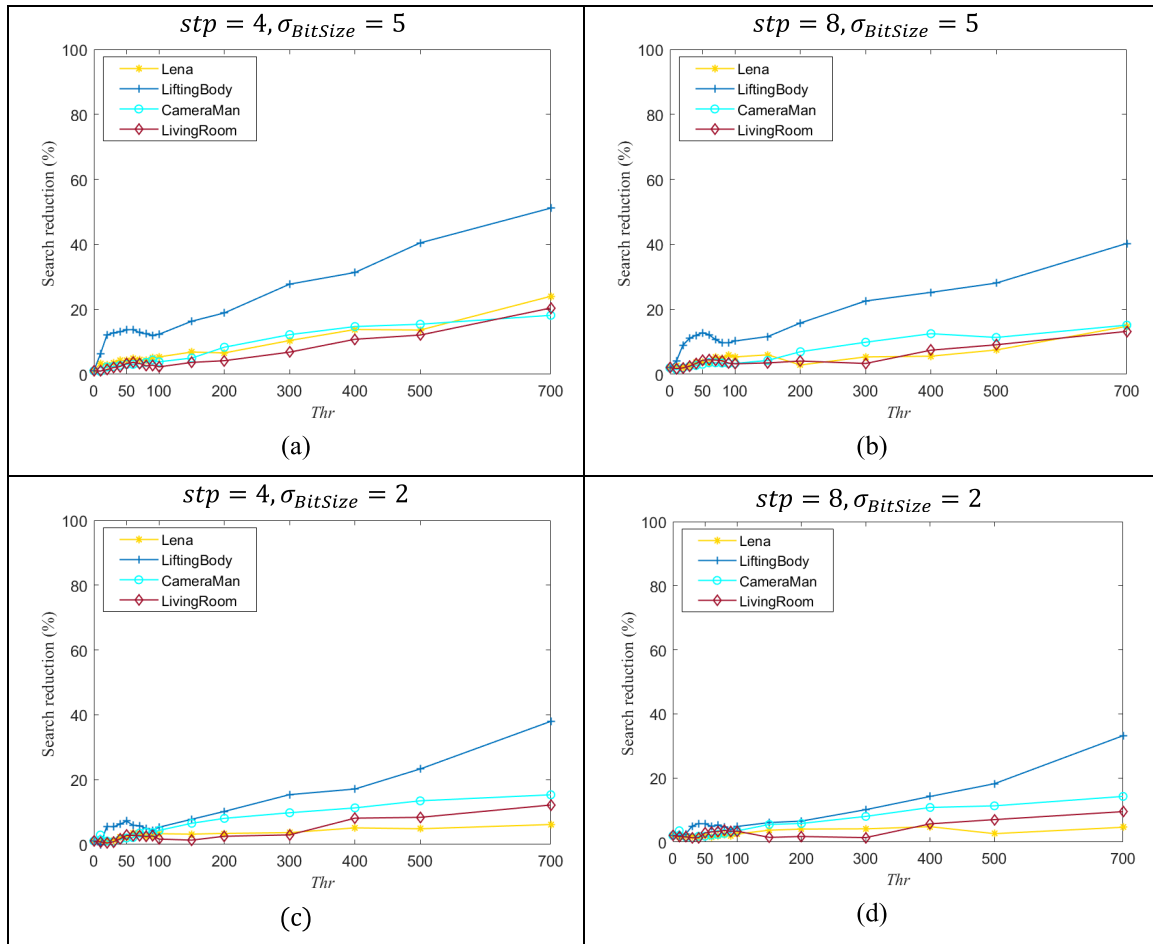 stp = 4, σ_BitSize = 5
100
80
60
40
20
0
Search reduction (%)
Lena
LiftingBody
CameraMan
LivingRoom
0 50 100 200 300 400 500 700
Thr
(a)
stp = 8, σ_BitSize = 5
100
80
60
40
20
0
Search reduction (%)
Lena
LiftingBody
CameraMan
LivingRoom
0 50 100 200 300 400 500 700
Thr
(b)
stp = 4, σ_BitSize = 2
100
80
60
40
20
0
Search reduction (%)
Lena
LiftingBody
CameraMan
LivingRoom
0 50 100 200 300 400 500 700
Thr
(c)
stp = 8, σ_BitSize = 2
100
80
60
40
20
0
Search reduction (%)
Lena
LiftingBody
CameraMan
LivingRoom
0 50 100 200 300 400 500 700
Thr
(d)